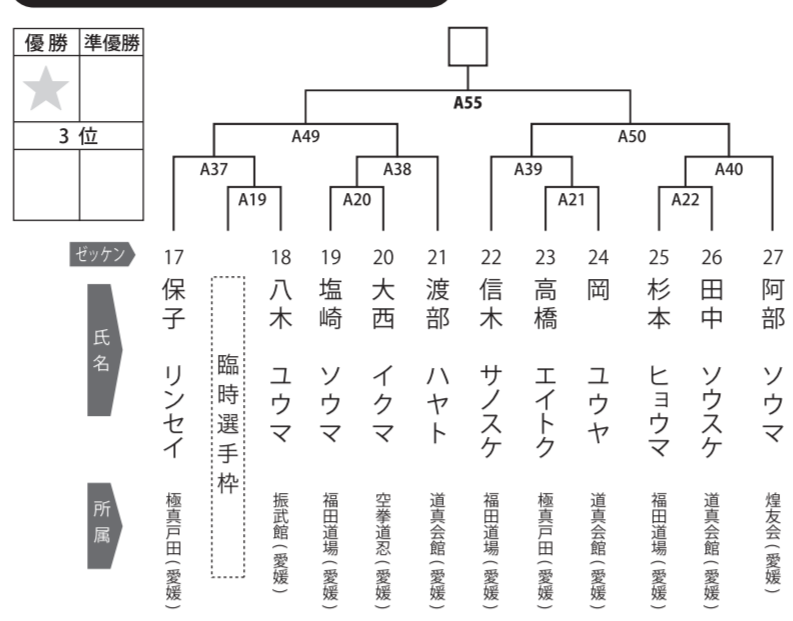 優勝 準優勝
3 位
A55
A49 A50
A37 A38 A39 A40
A19 A20 A21 A22
ゼッケン 17 18 19 20 21 22 23 24 25 26 27
氏名
保子 リンセイ
臨時選手枠
八木 ユウマ
塩崎 ソウマ
大西 イクマ
渡部 ハヤト
信木 サノスケ
高橋 エイトク
岡 ユウヤ
杉本 ヒョウマ
田中 ソウスケ
阿部 ソウマ
所属
極真戸田(愛媛)
振武館(愛媛)
福田道場(愛媛)
空拳道忍(愛媛)
道真会館(愛媛)
福田道場(愛媛)
極真戸田(愛媛)
道真会館(愛媛)
福田道場(愛媛)
道真会館(愛媛)
煌友会(愛媛)